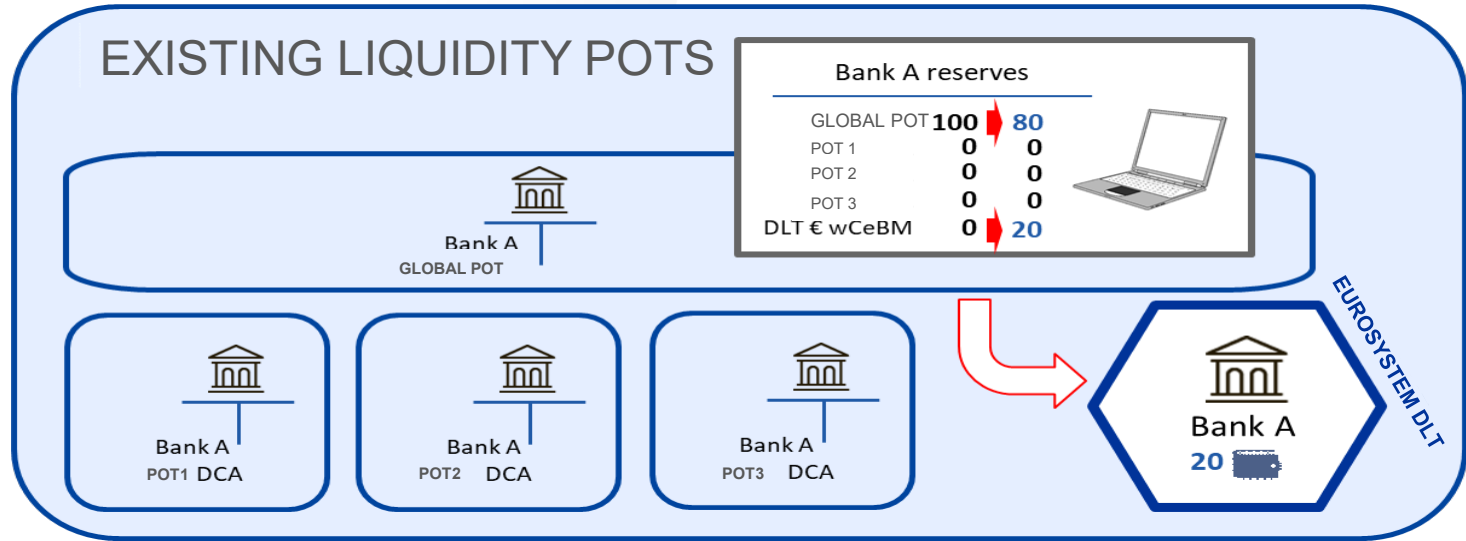 EXISTING LIQUIDITY POTS
Bank A reserves
GLOBAL POT 100 80
POT 1 0 0
POT 2 0 0
POT 3 0 0
DLT € wCeBM 0 20
Bank A
GLOBAL POT
Bank A
POT1 DCA
Bank A
POT2 DCA
Bank A
POT3 DCA
EUROSYSTEM DLT
Bank A
20